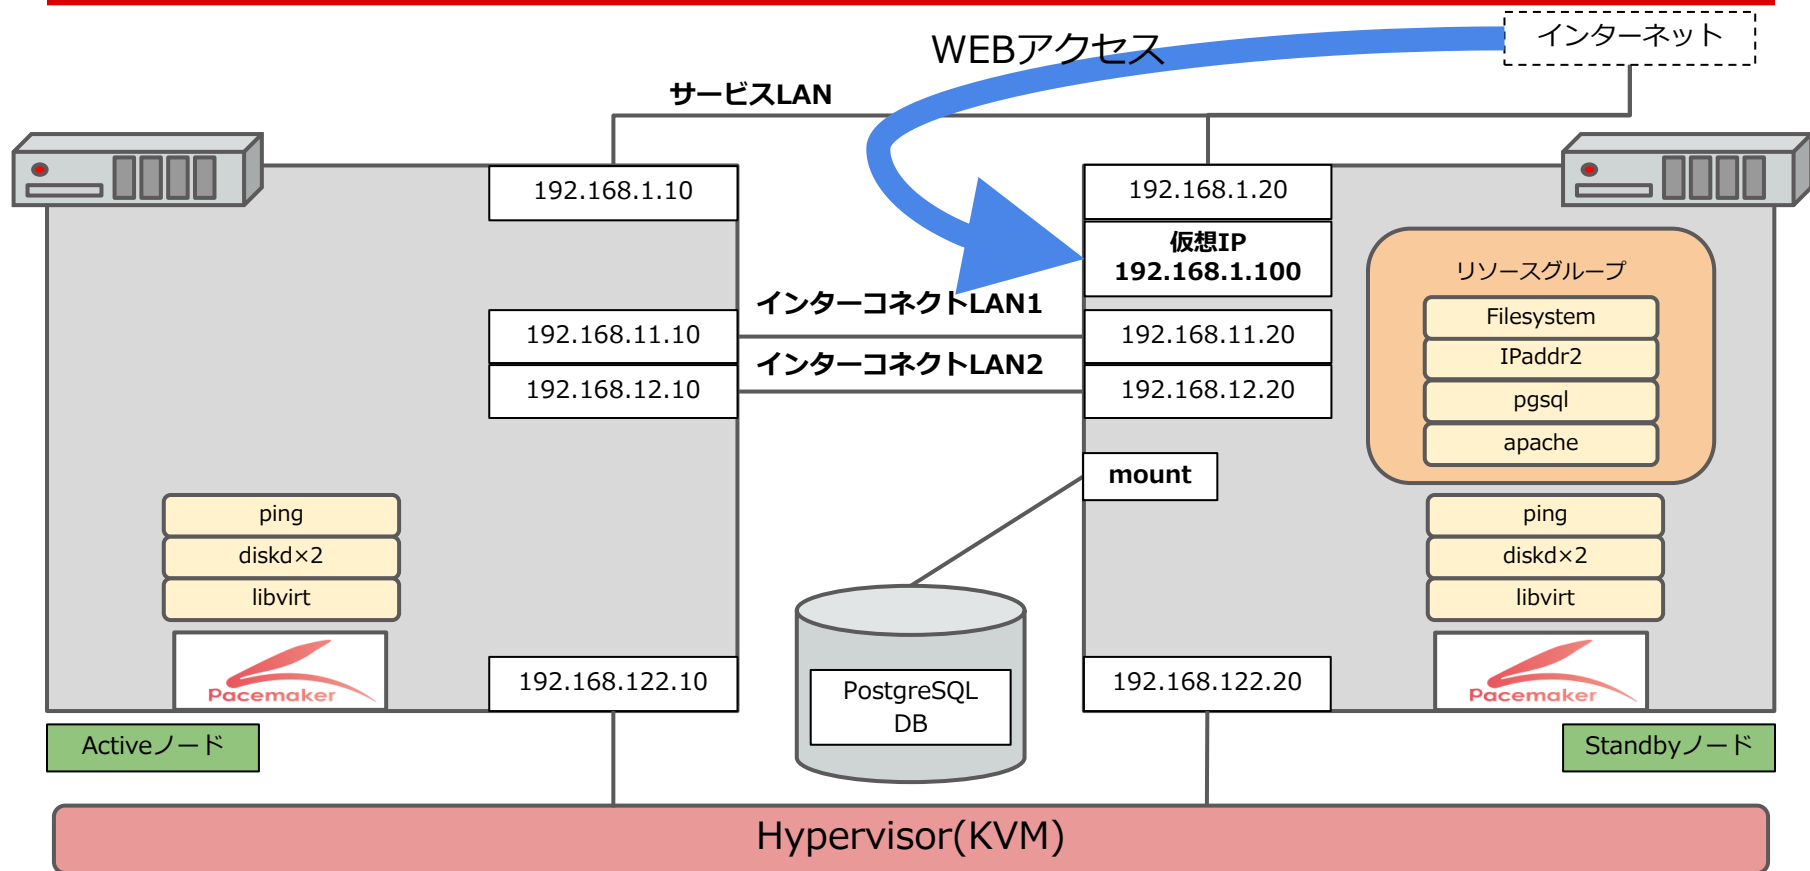 インターネット
WEBアクセス
サービスLAN
192.168.1.10
192.168.1.20
仮想IP
192.168.1.100
インターコネクトLAN1
192.168.11.10
192.168.11.20
インターコネクトLAN2
192.168.12.10
192.168.12.20
リソースグループ
Filesystem
IPaddr2
pgsql
apache
mount
ping
diskd×2
libvirt
ping
diskd×2
libvirt
Pacemaker
192.168.122.10
PostgreSQL
DB
192.168.122.20
Pacemaker
Activeノード
Standbyノード
Hypervisor(KVM)